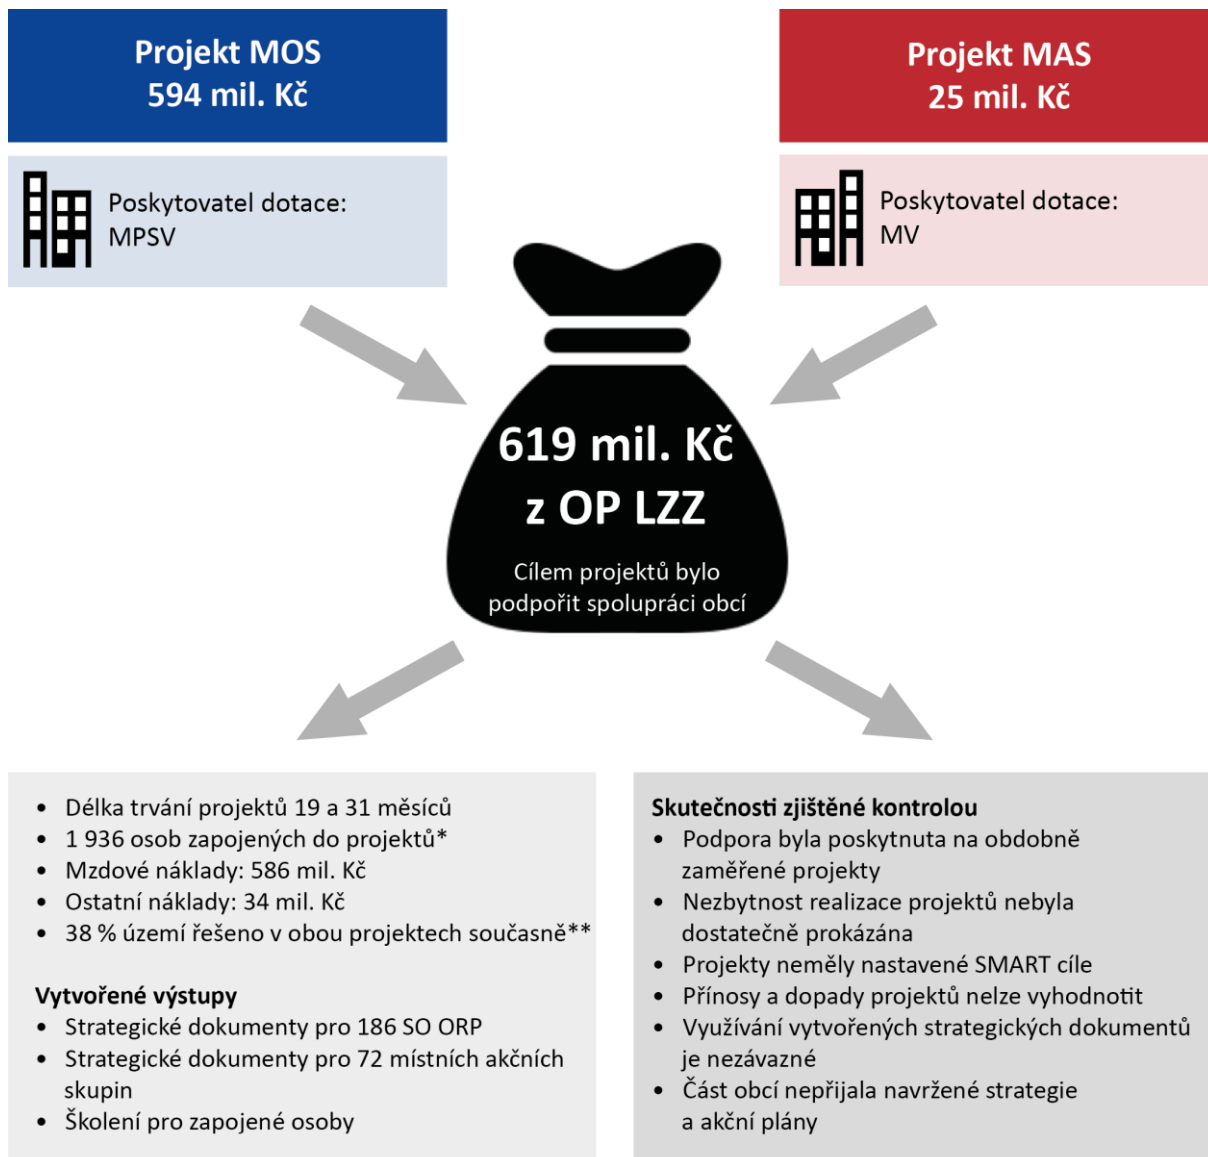 Projekt MOS
594 mil. Kč
Projekt MAS
25 mil. Kč
Poskytovatel dotace:
MPSV
Poskytovatel dotace:
MV
619 mil. Kč
z OP LZZ
Cílem projektů bylo
podpořit spolupráci obcí
• Délka trvání projektů 19 a 31 měsíců
• 1 936 osob zapojených do projektů*
• Mzdové náklady: 586 mil. Kč
• Ostatní náklady: 34 mil. Kč
• 38 % území řešeno v obou projektech současně**
Vytvořené výstupy
• Strategické dokumenty pro 186 SO ORP
• Strategické dokumenty pro 72 místních akčních
skupin
• Školení pro zapojené osoby
Skutečnosti zjištěné kontrolou
• Podpora byla poskytnuta na obdobně
zaměřené projekty
• Nezbytnost realizace projektů nebyla
dostatečně prokázána
• Projekty neměly nastavené SMART cíle
• Přínosy a dopady projektů nelze vyhodnotit
• Využívání vytvořených strategických dokumentů
je nezávazné
• Část obcí nepřijala navržené strategie
a akční plány